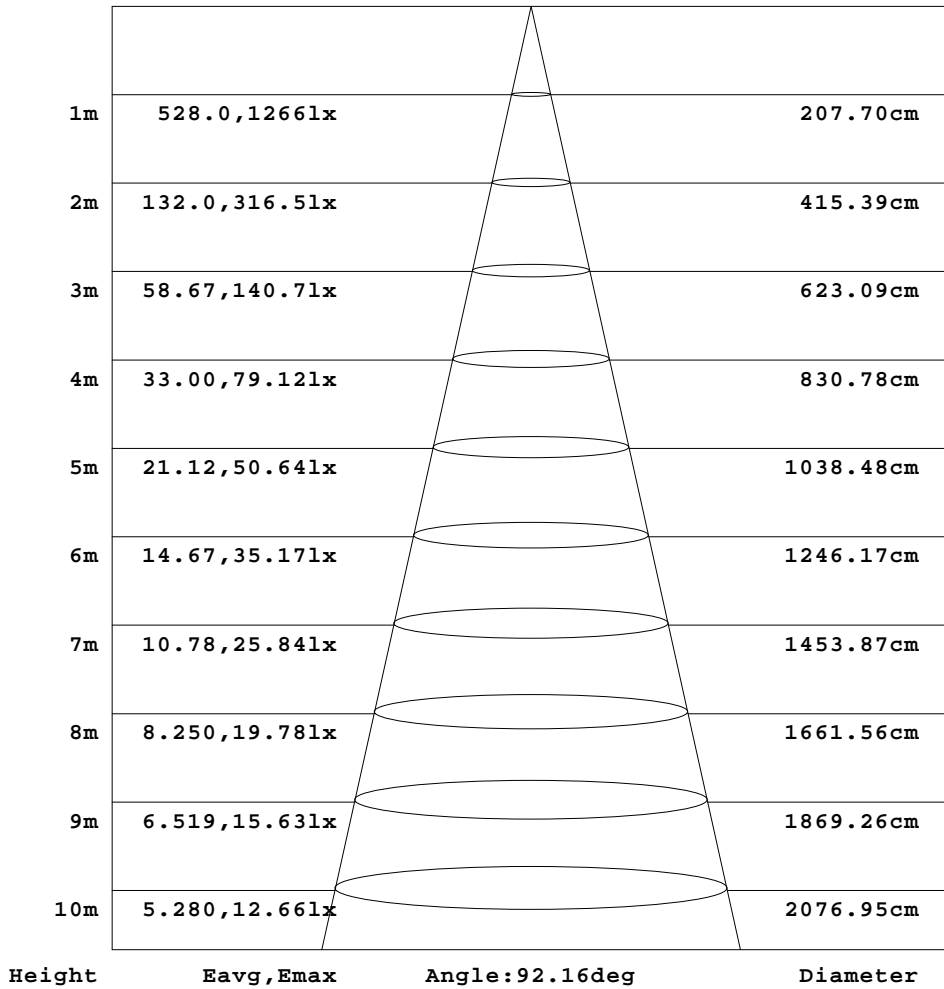 1m 528.0,1266lx 207.70cm
2m 132.0,316.5lx 415.39cm
3m 58.67,140.7lx 623.09cm
4m 33.00,79.12lx 830.78cm
5m 21.12,50.64lx 1038.48cm
6m 14.67,35.17lx 1246.17cm
7m 10.78,25.84lx 1453.87cm
8m 8.250,19.78lx 1661.56cm
9m 6.519,15.63lx 1869.26cm
10m 5.280,12.66lx 2076.95cm
Height Eavg,Emax Angle:92.16deg Diameter